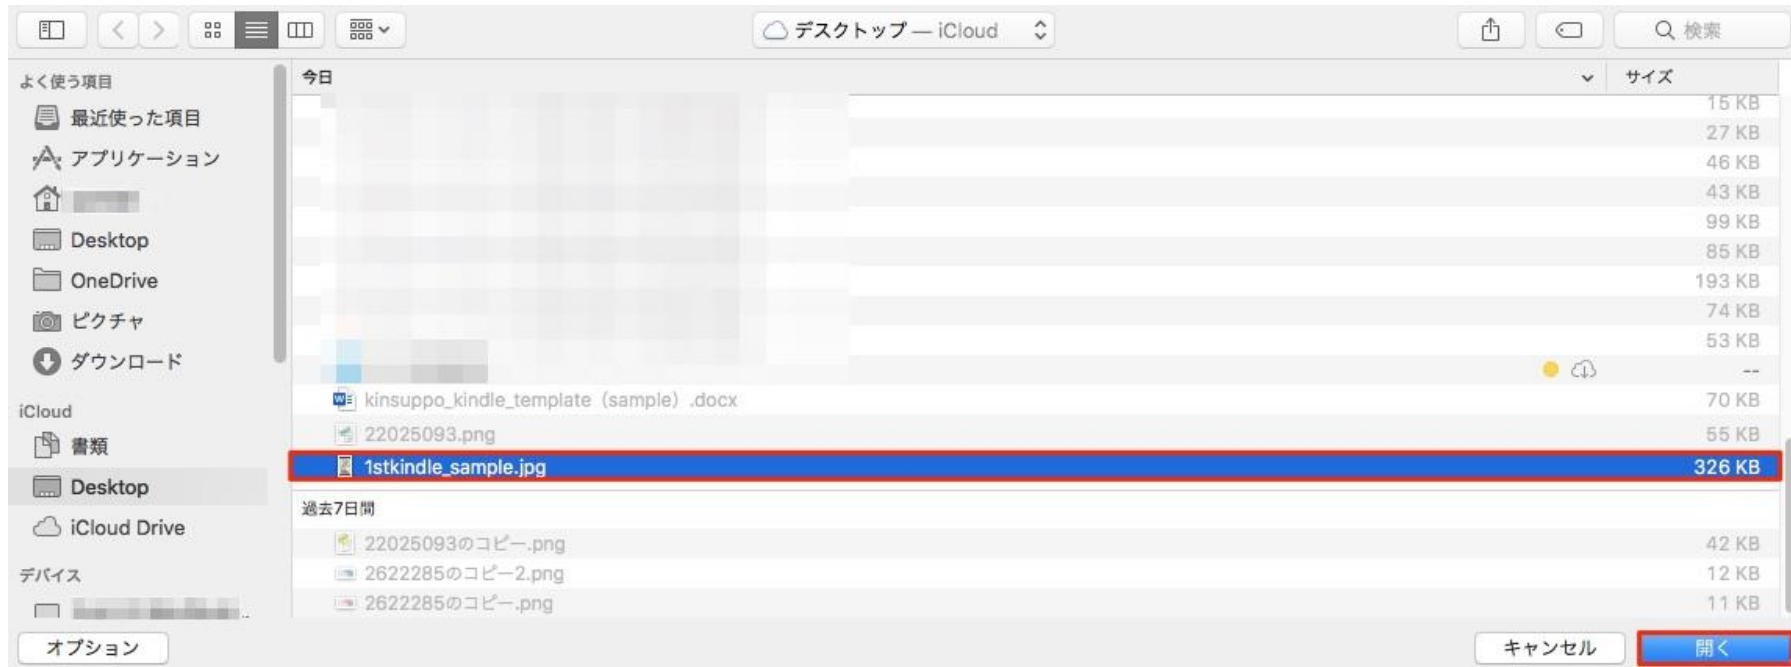 デスクトップ — iCloud
検索
よく使う項目
最近使った項目
アプリケーション
Desktop
OneDrive
ピクチャ
ダウンロード
iCloud
書類
Desktop
iCloud Drive
デバイス
今日 サイズ
15 KB
27 KB
46 KB
43 KB
99 KB
85 KB
193 KB
74 KB
53 KB
--
kinsuppo_kindle_template（sample）.docx 70 KB
22025093.png 55 KB
1stkindle_sample.jpg 326 KB
過去7日間
22025093のコピー.png 42 KB
2622285のコピー2.png 12 KB
2622285のコピー.png 11 KB
オプション キャンセル 開く